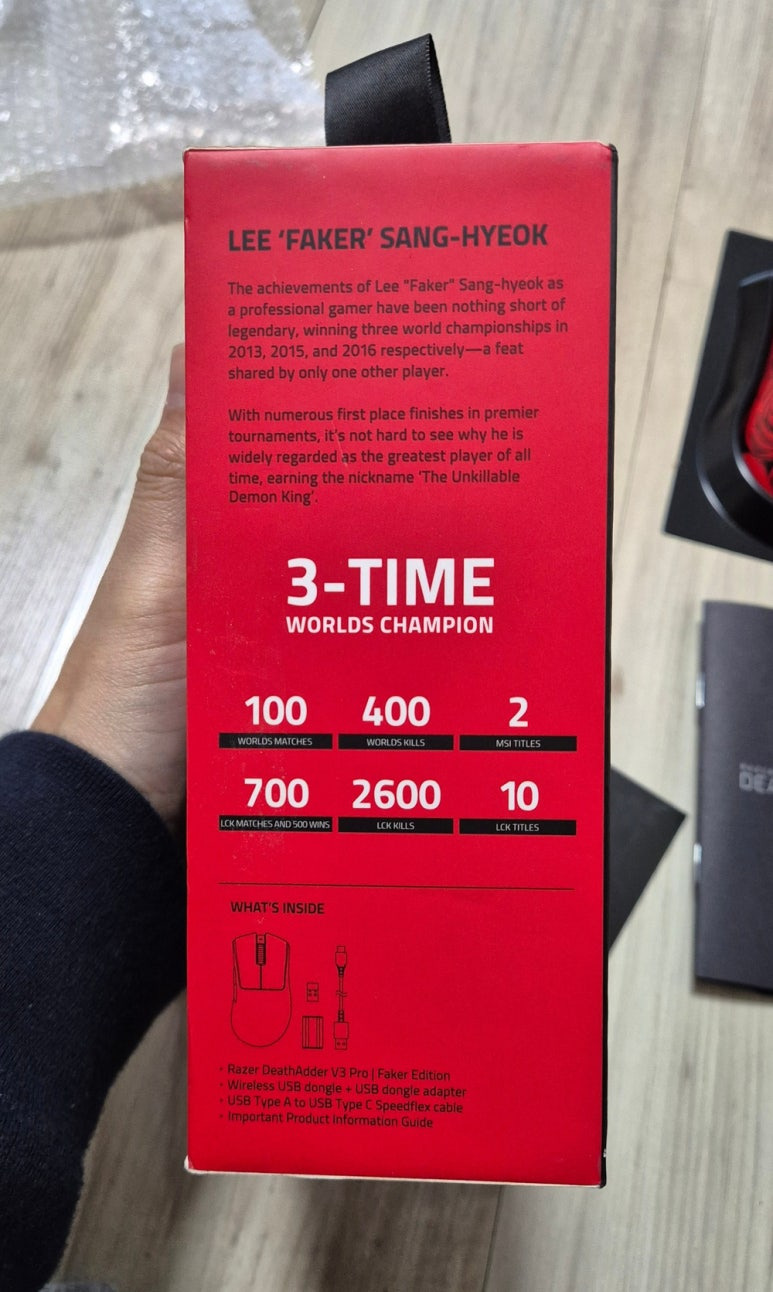 LEE ‘FAKER’ SANG-HYEOK
The achievements of Lee "Faker" Sang-hyeok as
a professional gamer have been nothing short of
legendary, winning three world championships in
2013, 2015, and 2016 respectively—a feat
shared by only one other player.
With numerous first place finishes in premier
tournaments, it’s not hard to see why he is
widely regarded as the greatest player of all
time, earning the nickname ‘The Unkillable
Demon King’.
3-TIME
WORLDS CHAMPION
100 400 2
WORLDS MATCHES WORLDS KILLS MSI TITLES
700 2600 10
LCK MATCHES AND 500 WINS LCK KILLS LCK TITLES
WHAT’S INSIDE
• Razer DeathAdder V3 Pro | Faker Edition
• Wireless USB dongle + USB dongle adapter
• USB Type A to USB Type C Speedflex cable
• Important Product Information Guide